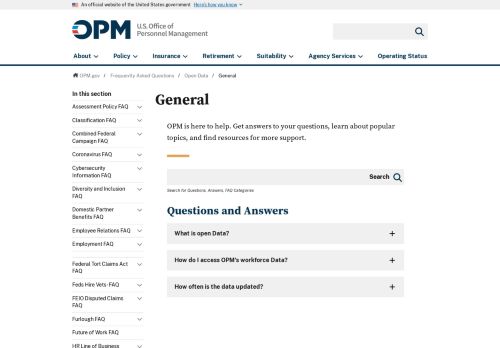 An official website of the United States government Here's how you know
OPM U.S. Office of
Personnel Management
About Policy Insurance Retirement Suitability Agency Services Operating Status
OPM.gov / Frequently Asked Questions / Open Data / General
In this section
Assessment Policy FAQ
Classification FAQ
Combined Federal
Campaign FAQ
Coronavirus FAQ
Cybersecurity
Information FAQ
Diversity and Inclusion
FAQ
Domestic Partner
Benefits FAQ
Employee Relations FAQ
Employment FAQ
Federal Tort Claims Act
FAQ
Feds Hire Vets- FAQ
FEIO Disputed Claims
FAQ
Furlough FAQ
Future of Work FAQ
HR Line of Business
General
OPM is here to help. Get answers to your questions, learn about popular
topics, and find resources for more support.
Search
Search for Questions, Answers, FAQ Categories
Questions and Answers
What is open Data?
How do I access OPM's workforce Data?
How often is the data updated?